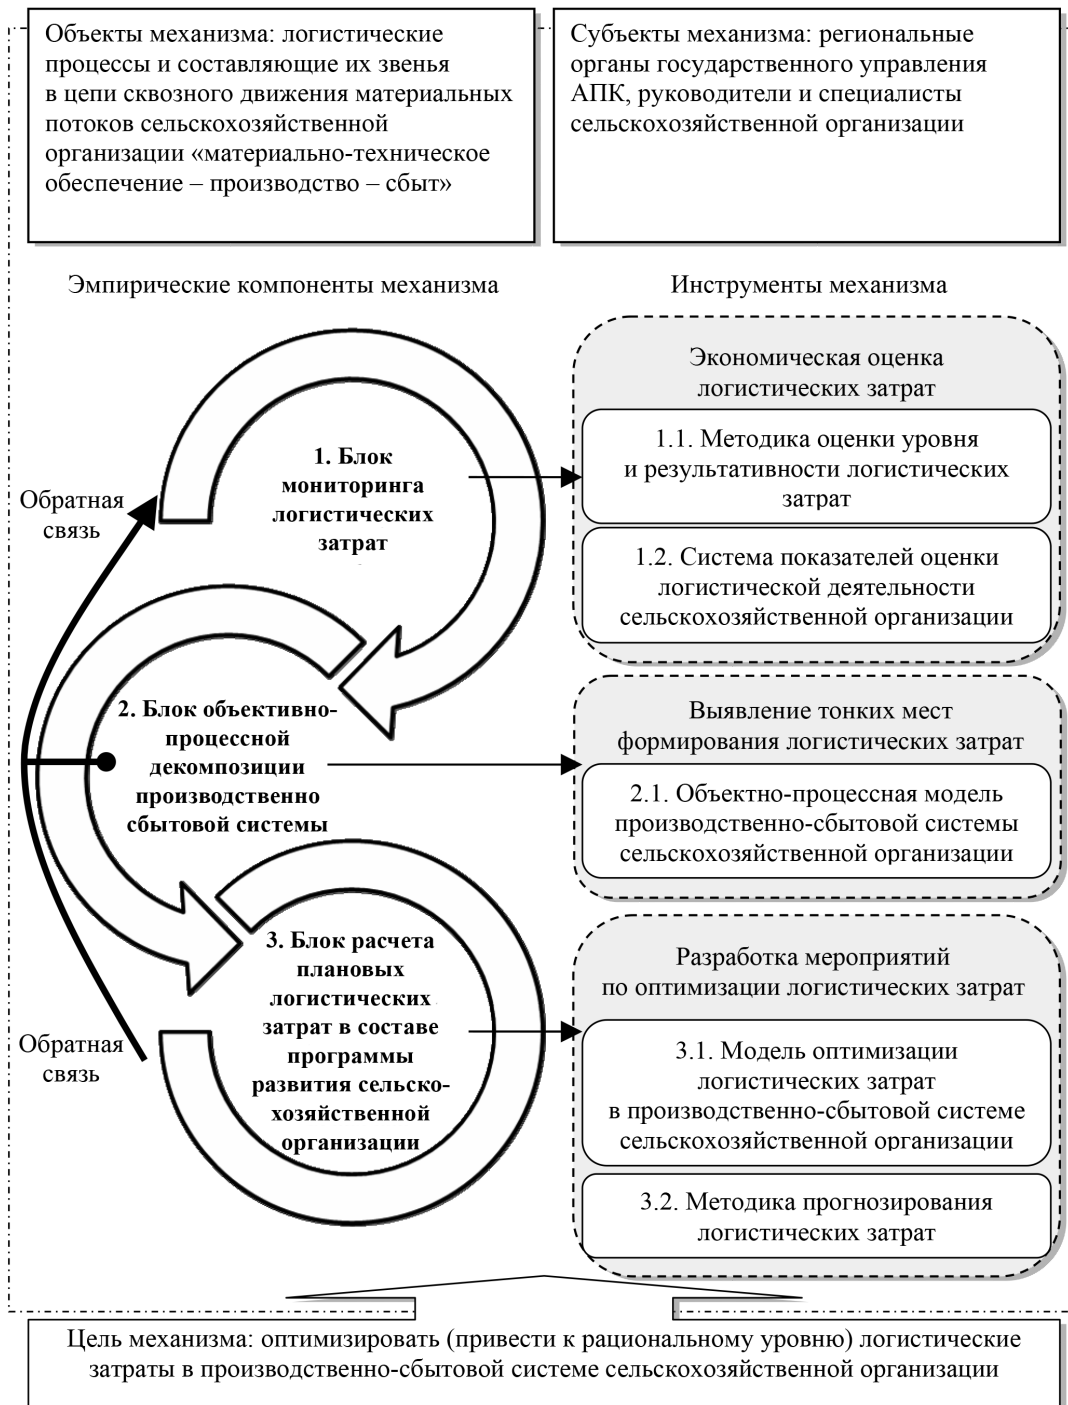 Объекты механизма: логистические
процессы и составляющие их звенья
в цепи сквозного движения материальных
потоков сельскохозяйственной
организации «материально-техническое
обеспечение – производство – сбыт»
Субъекты механизма: региональные
органы государственного управления
АПК, руководители и специалисты
сельскохозяйственной организации
Эмпирические компоненты механизма
Инструменты механизма
Обратная
связь
1. Блок
мониторинга
логистических
затрат
Экономическая оценка
логистических затрат
1.1. Методика оценки уровня
и результативности логистических
затрат
1.2. Система показателей оценки
логистической деятельности
сельскохозяйственной организации
2. Блок объективно-
процессной
декомпозиции
производственно
сбытовой системы
Выявление тонких мест
формирования логистических затрат
2.1. Объектно-процессная модель
производственно-сбытовой системы
сельскохозяйственной организации
Обратная
связь
3. Блок расчета
плановых
логистических
затрат в составе
программы
развития сельско-
хозяйственной
организации
Разработка мероприятий
по оптимизации логистических затрат
3.1. Модель оптимизации
логистических затрат
в производственно-сбытовой системе
сельскохозяйственной организации
3.2. Методика прогнозирования
логистических затрат
Цель механизма: оптимизировать (привести к рациональному уровню) логистические
затраты в производственно-сбытовой системе сельскохозяйственной организации